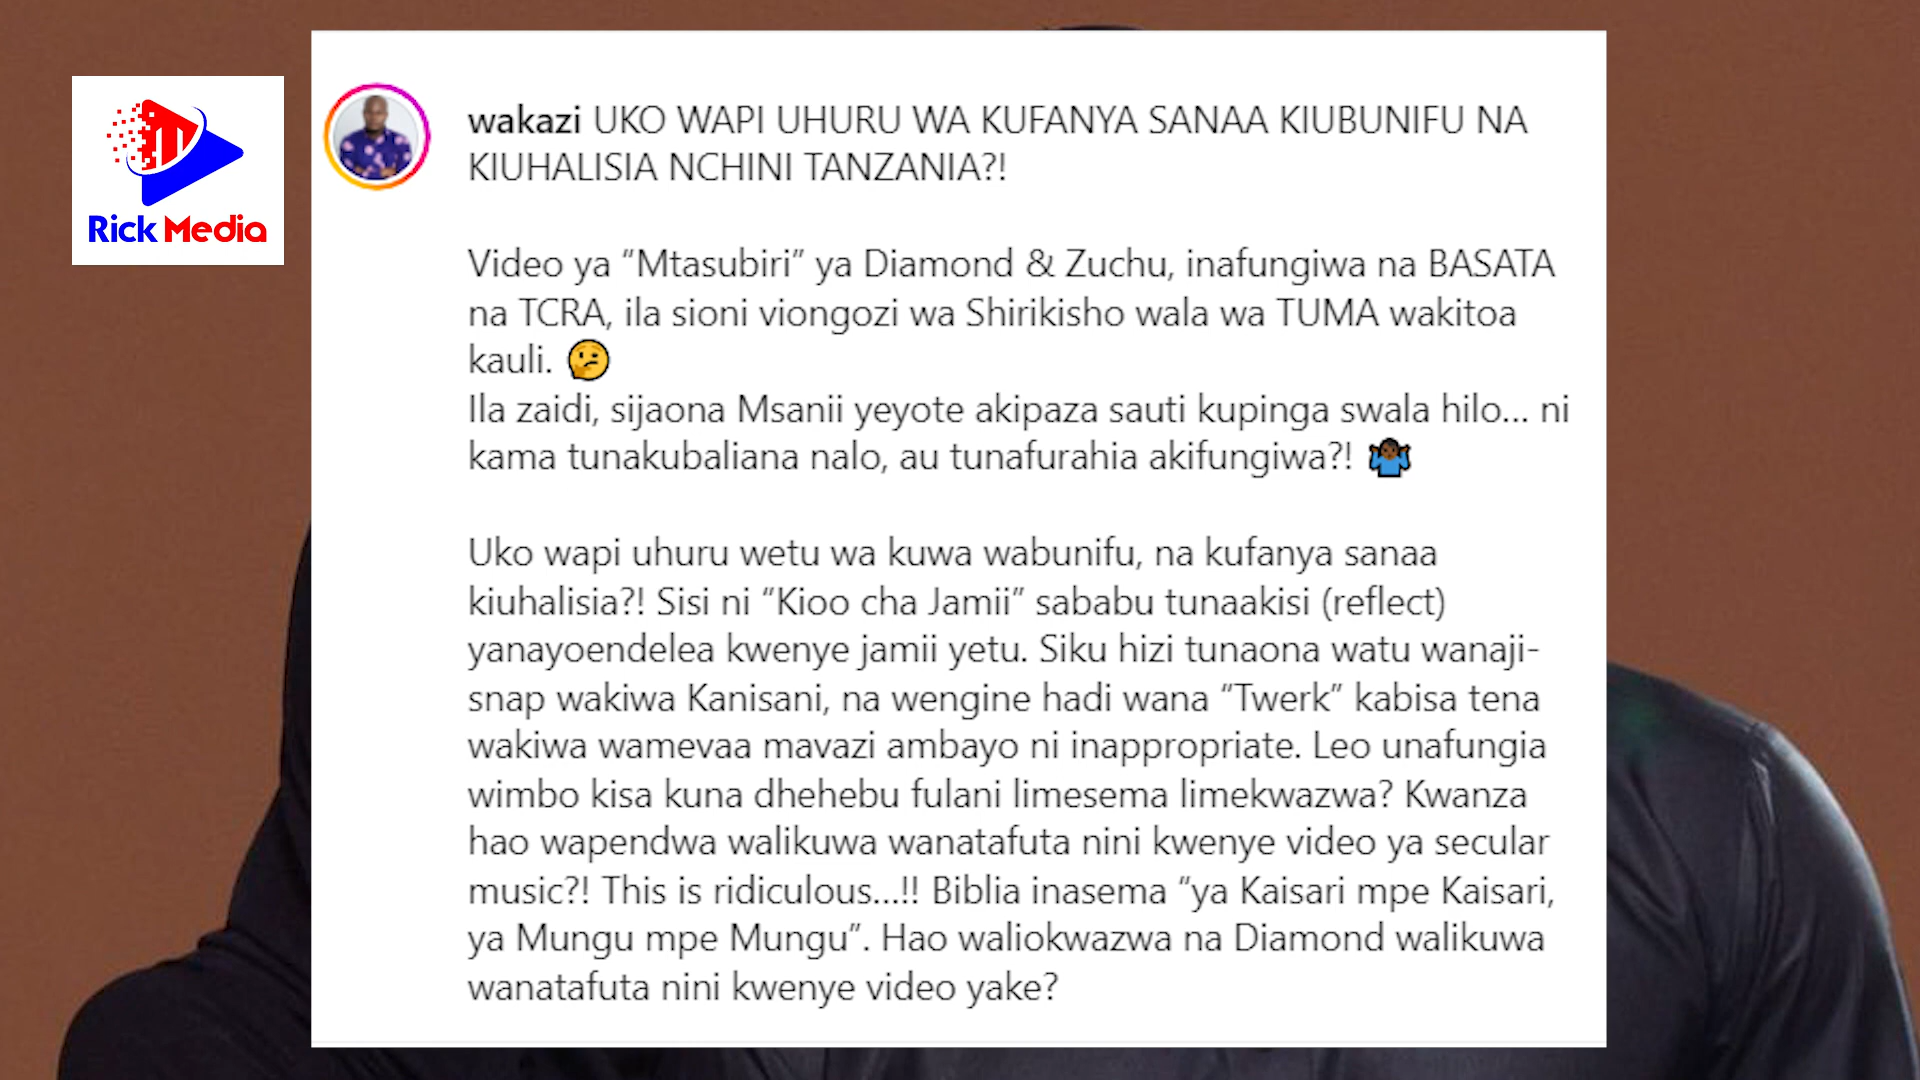 Rick Media
wakazi UKO WAPI UHURU WA KUFANYA SANAA KIUBUNIFU NA
KIUHALISIA NCHINI TANZANIA?!
Video ya “Mtasubiri” ya Diamond & Zuchu, inafungiwa na BASATA
na TCRA, ila sioni viongozi wa Shirikisho wala wa TUMA wakitoa
kauli. 🤔
Ila zaidi, sijaona Msanii yeyote akipaza sauti kupinga swala hilo... ni
kama tunakubaliana nalo, au tunafurahia akifungiwa?! 🤷🏿‍♂️
Uko wapi uhuru wetu wa kuwa wabunifu, na kufanya sanaa
kiuhalisia?! Sisi ni “Kioo cha Jamii” sababu tunaakisi (reflect)
yanayoendelea kwenye jamii yetu. Siku hizi tunaona watu wanaji-
snap wakiwa Kanisani, na wengine hadi wana “Twerk” kabisa tena
wakiwa wamevaa mavazi ambayo ni inappropriate. Leo unafungia
wimbo kisa kuna dhehebu fulani limesema limekwazwa? Kwanza
hao wapendwa walikuwa wanatafuta nini kwenye video ya secular
music?! This is ridiculous...!! Biblia inasema “ya Kaisari mpe Kaisari,
ya Mungu mpe Mungu”. Hao waliokwazwa na Diamond walikuwa
wanatafuta nini kwenye video yake?